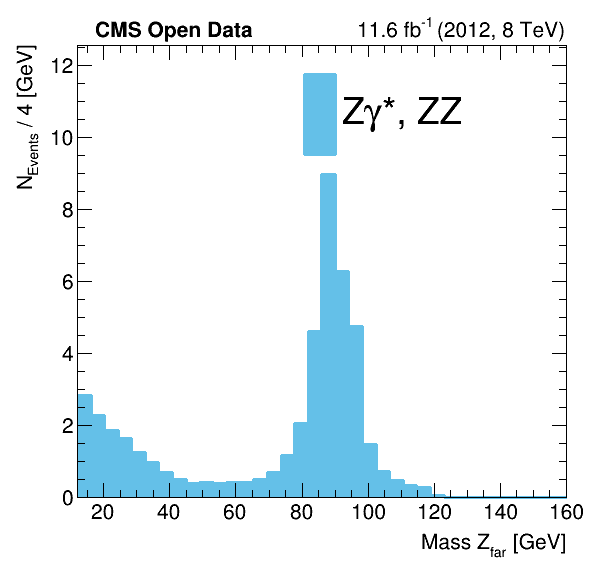 CMS Open Data 11.6 fb⁻¹ (2012, 8 TeV)
N_Events / 4 [GeV]
12
10
8
6
4
2
0
Zγ*, ZZ
20 40 60 80 100 120 140 160
Mass Z_far [GeV]